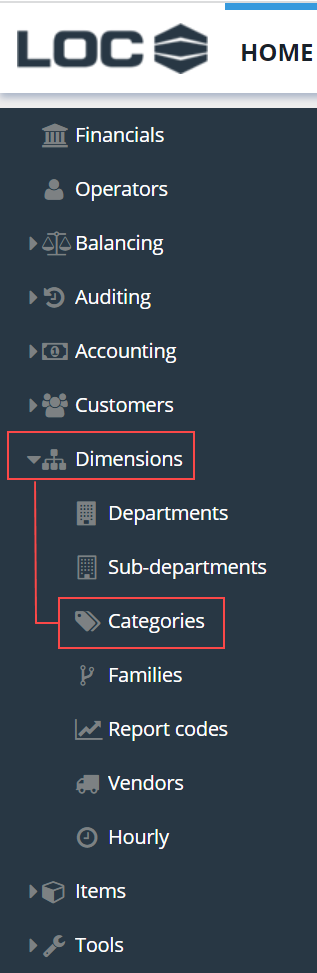 LOC
HOME
Financials
Operators
Balancing
Auditing
Accounting
Customers
Dimensions
Departments
Sub-departments
Categories
Families
Report codes
Vendors
Hourly
Items
Tools